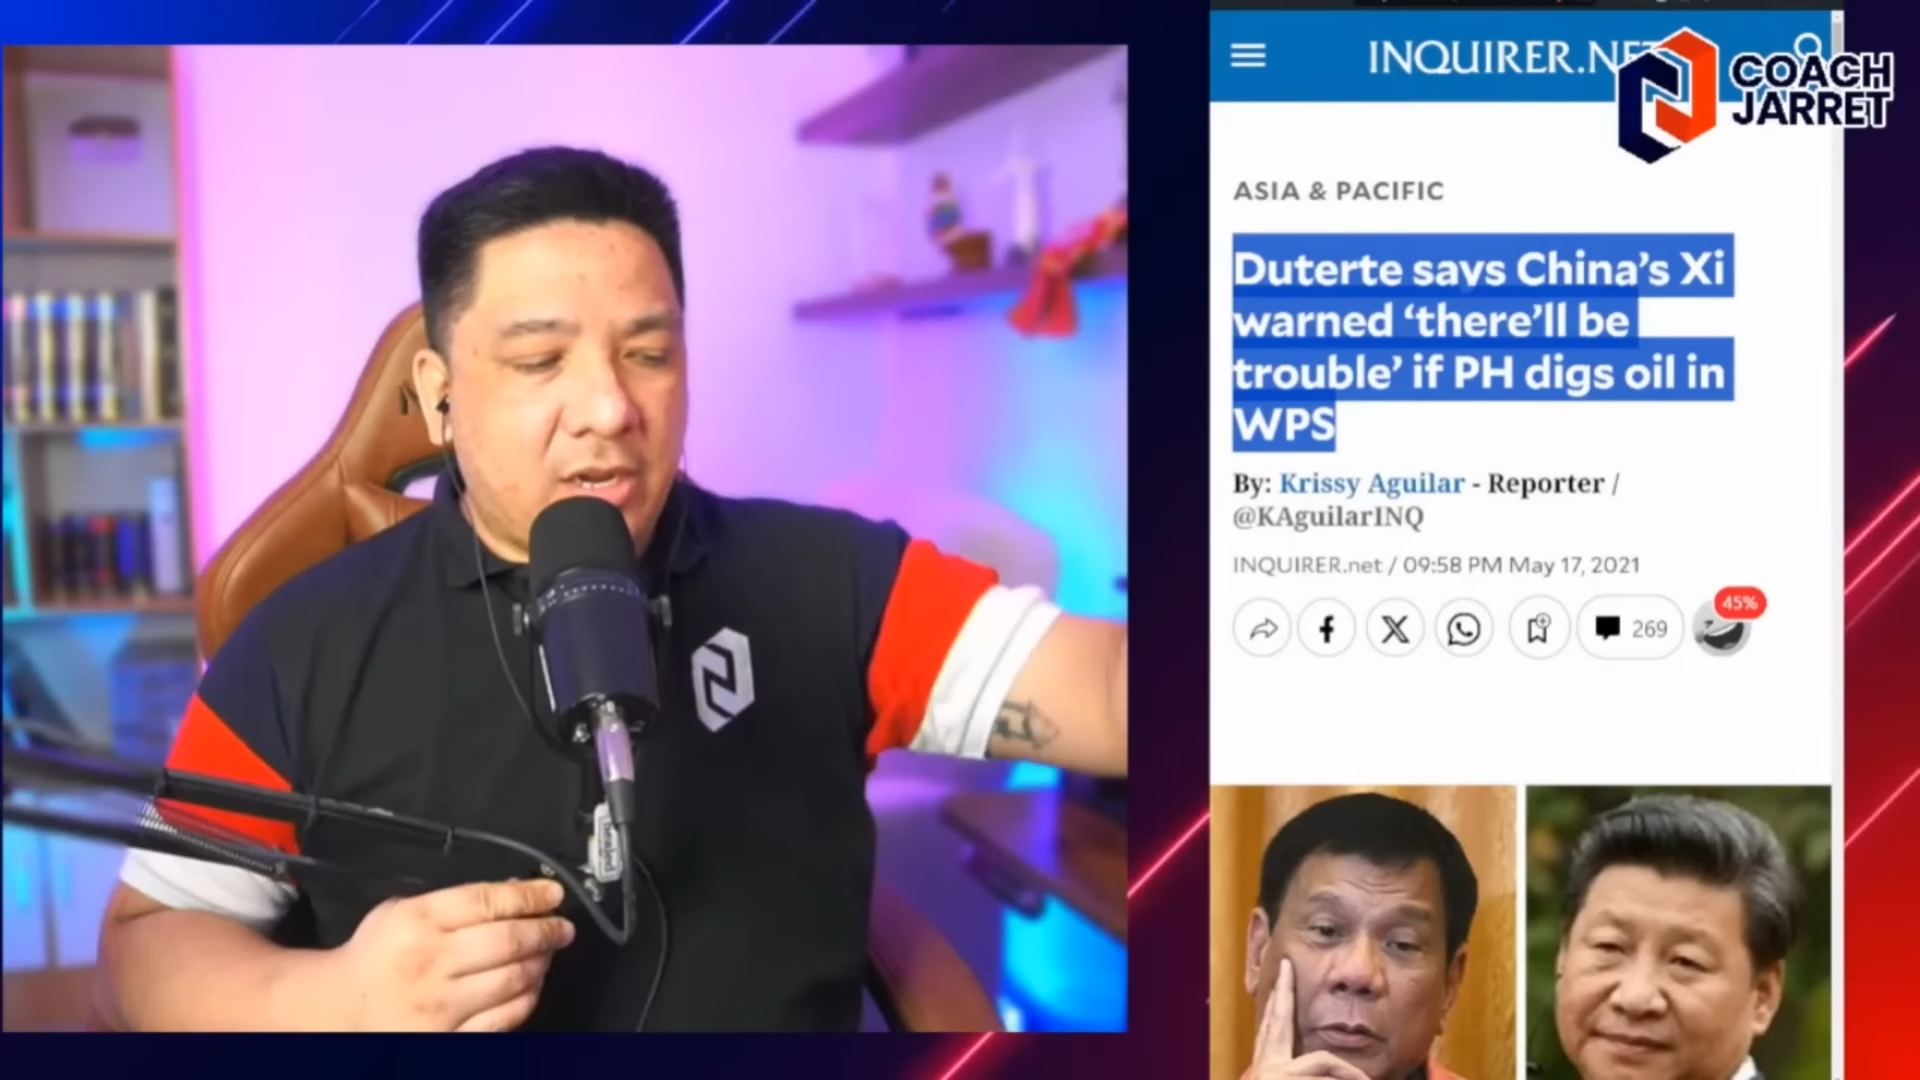 INQUIRER.NET
COACH
JARRET
ASIA & PACIFIC
Duterte says China’s Xi
warned ‘there’ll be
trouble’ if PH digs oil in
WPS
By: Krissy Aguilar - Reporter /
@KAguilarINQ
INQUIRER.net / 09:58 PM May 17, 2021
269
45%